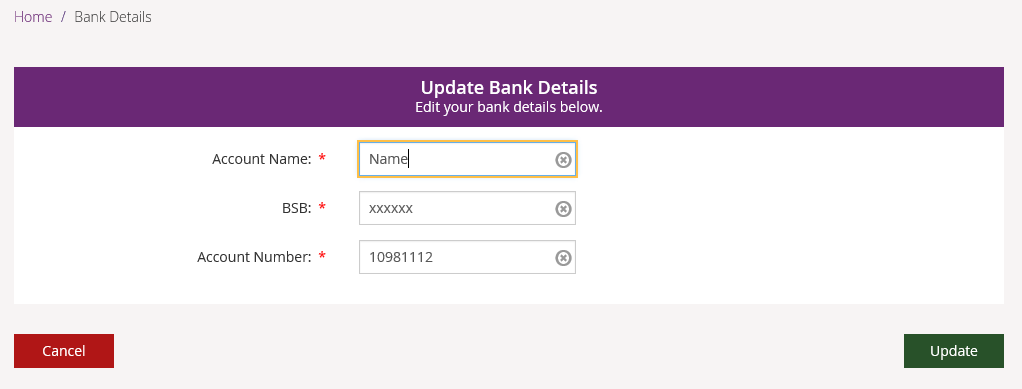 Home / Bank Details
Update Bank Details
Edit your bank details below.
Account Name: * Name
BSB: * xxxxxx
Account Number: * 10981112
Cancel Update